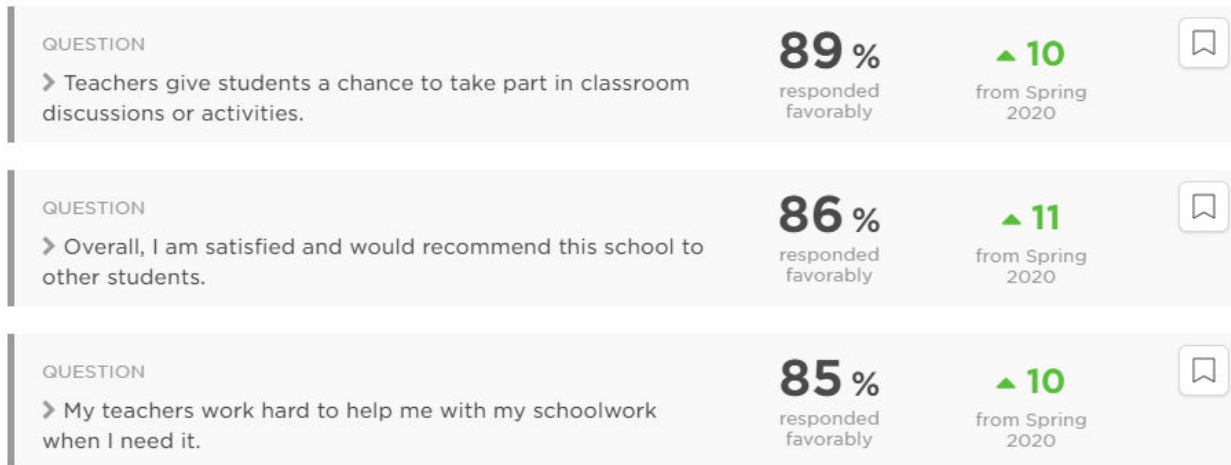 QUESTION
> Teachers give students a chance to take part in classroom
discussions or activities.
89 %
responded
favorably
▲ 10
from Spring
2020
QUESTION
> Overall, I am satisfied and would recommend this school to
other students.
86 %
responded
favorably
▲ 11
from Spring
2020
QUESTION
> My teachers work hard to help me with my schoolwork
when I need it.
85 %
responded
favorably
▲ 10
from Spring
2020